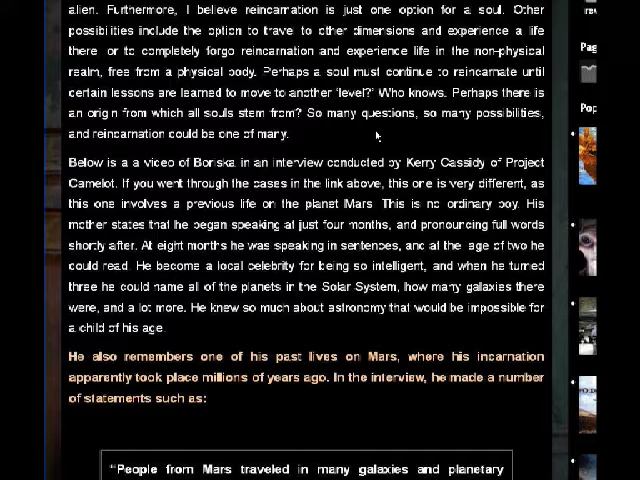 alien. Furthermore, I believe reincarnation is just one option for a soul. Other
possibilities include the option to travel to other dimensions and experience a life
there or to completely forgo reincarnation and experience life in the non-physical
realm, free from a physical body. Perhaps a soul must continue to reincarnate until
certain lessons are learned to move to another 'level?' Who knows. Perhaps there is
an origin from which all souls stem from? So many questions, so many possibilities,
and reincarnation could be one of many.
Below is a a video of Boriska in an interview conducted by Kerry Cassidy of Project
Camelot. If you went through the cases in the link above, this one is very different, as
this one involves a previous life on the planet Mars. This is no ordinary boy. His
mother states that he began speaking at just four months, and pronouncing full words
shortly after. At eight months he was speaking in sentences, and at the age of two he
could read. He become a local celebrity for being so intelligent, and when he turned
three he could name all of the planets in the Solar System, how many galaxies there
were, and a lot more. He knew so much about astronomy that would be impossible for
a child of his age.
He also remembers one of his past lives on Mars, where his incarnation
apparently took place millions of years ago. In the interview, he made a number
of statements such as:
"People from Mars traveled in many galaxies and planetary
Pag
Pop